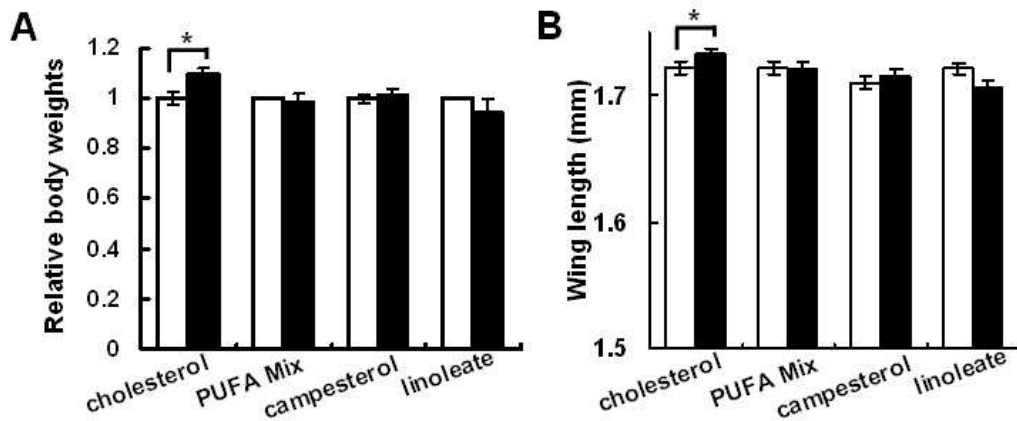 A
Relative body weights
1.2
1
0.8
0.6
0.4
0.2
0
*
cholesterol
PUFA Mix
campesterol
linoleate
B
Wing length (mm)
1.7
1.6
1.5
*
cholesterol
PUFA Mix
campesterol
linoleate